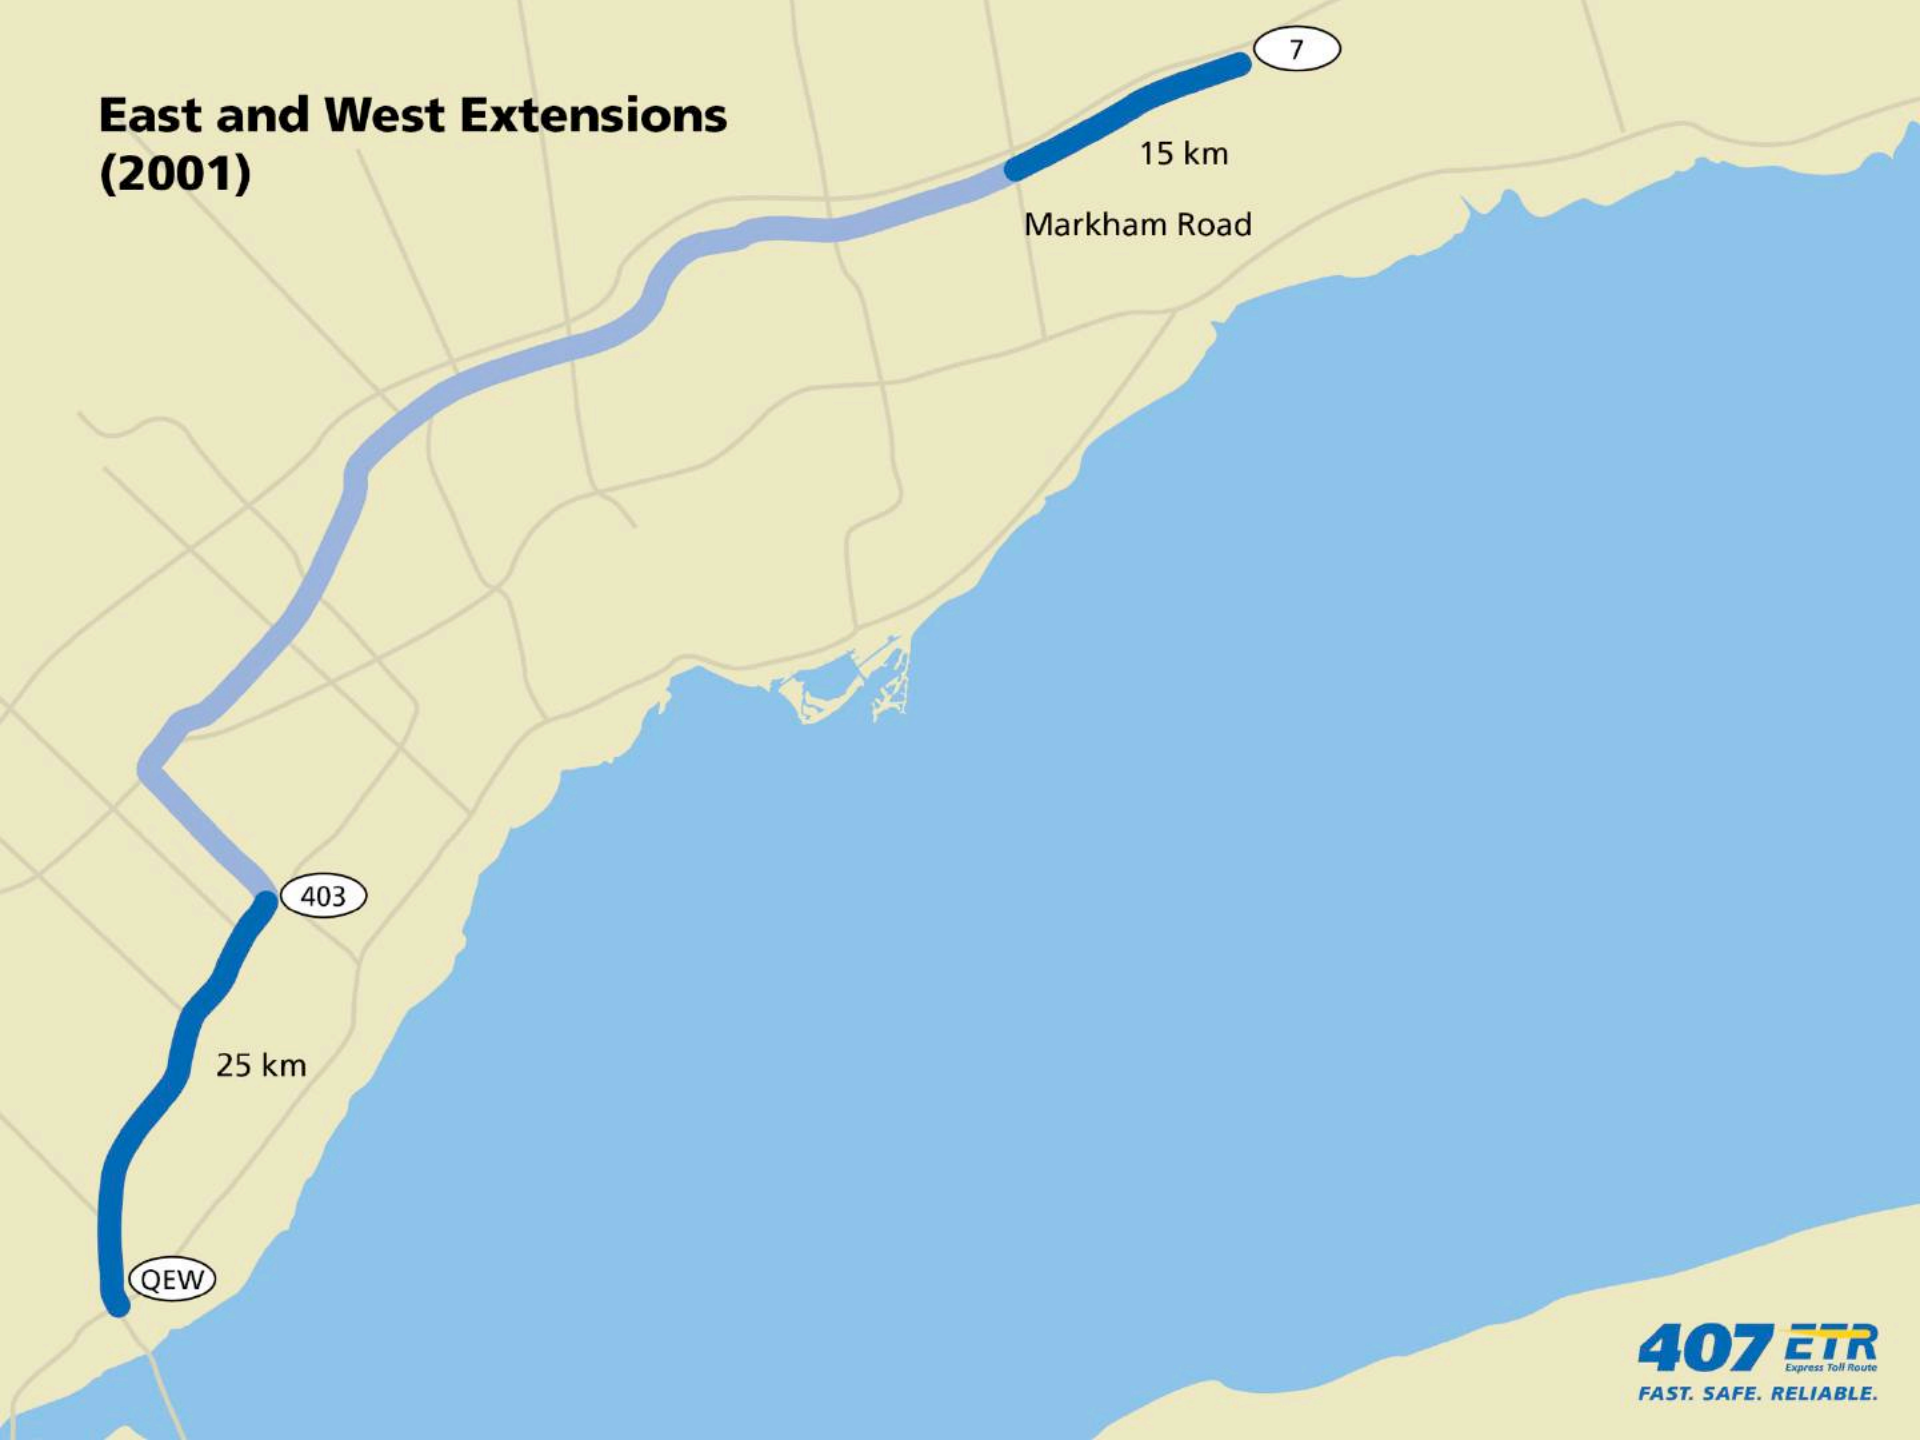 East and West Extensions
(2001)
7
15 km
Markham Road
403
25 km
QEW
407 ETR
Express Toll Route
FAST. SAFE. RELIABLE.